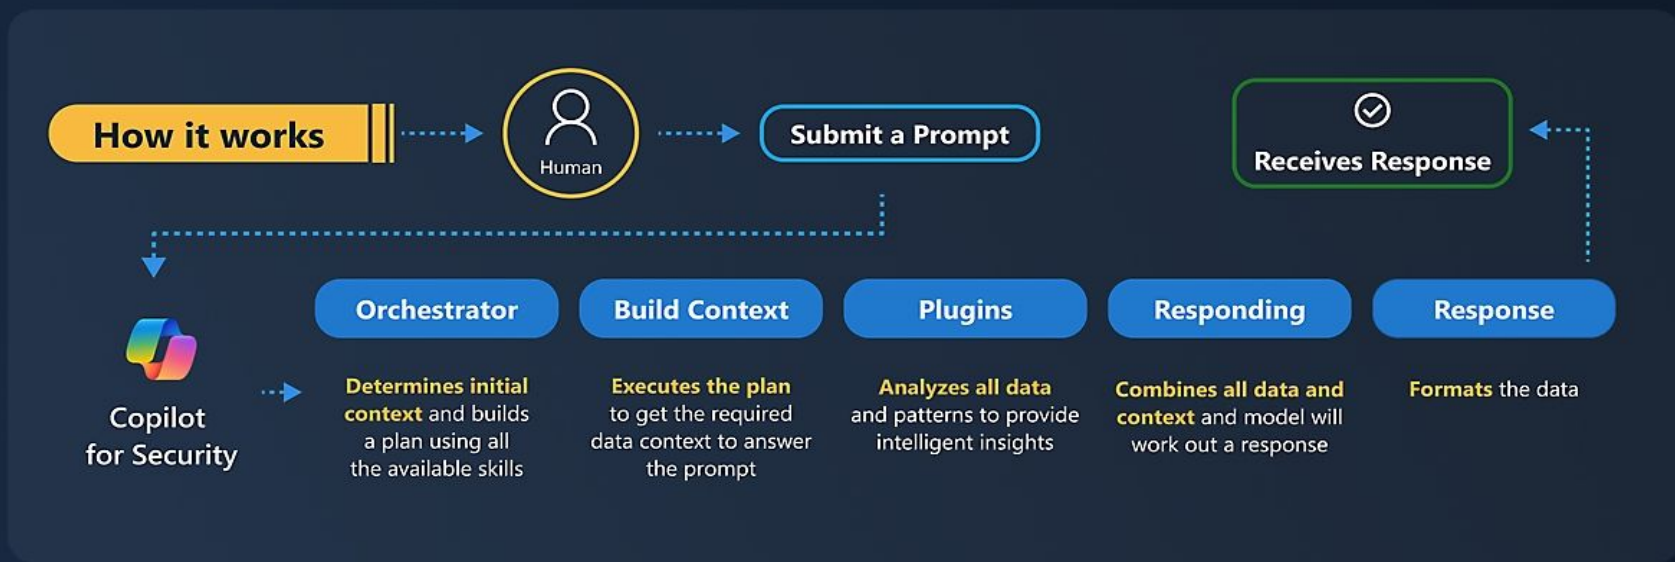 How it works
Human
Submit a Prompt
Receives Response
Copilot
for Security
Orchestrator
Determines initial
context and builds
a plan using all
the available skills
Build Context
Executes the plan
to get the required
data context to answer
the prompt
Plugins
Analyzes all data
and patterns to provide
intelligent insights
Responding
Combines all data and
context and model will
work out a response
Response
Formats the data